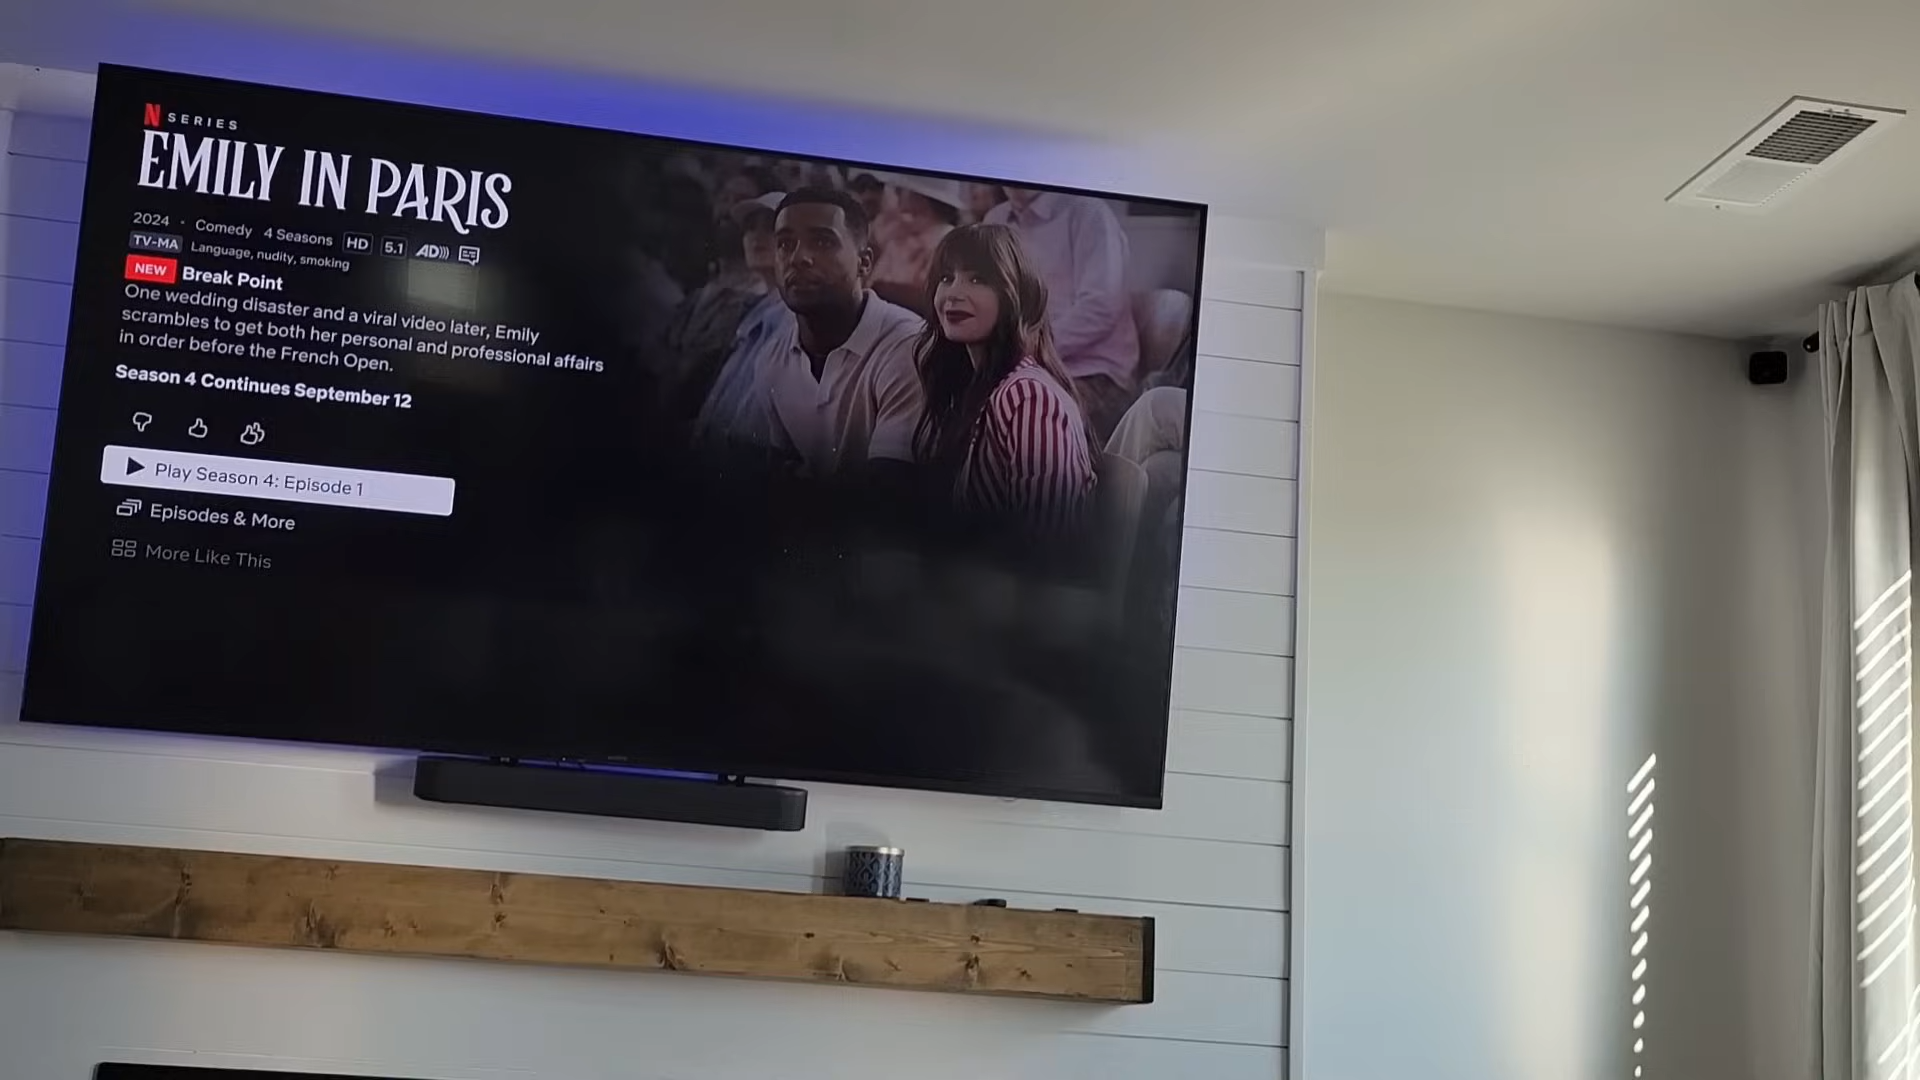 N SERIES
EMILY IN PARIS
2024 · Comedy 4 Seasons HD 5.1 AD)))
TV-MA Language, nudity, smoking
NEW Break Point
One wedding disaster and a viral video later, Emily
scrambles to get both her personal and professional affairs
in order before the French Open.
Season 4 Continues September 12
Play Season 4: Episode 1
Episodes & More
More Like This